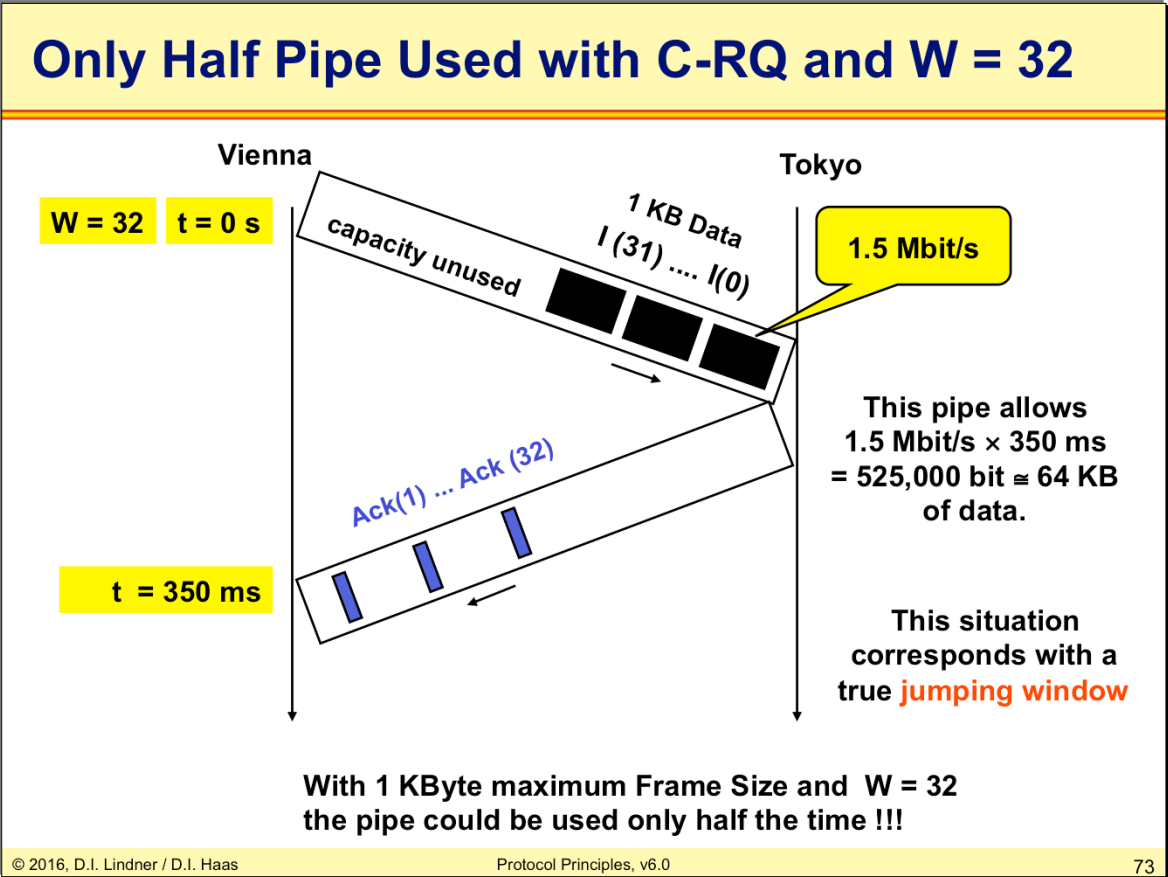 Only Half Pipe Used with C-RQ and W = 32
Vienna
Tokyo
W = 32
t = 0 s
capacity unused
1 KB Data
I (31) .... I(0)
1.5 Mbit/s
This pipe allows
1.5 Mbit/s × 350 ms
= 525,000 bit ≅ 64 KB
of data.
Ack(1) ... Ack (32)
t = 350 ms
This situation
corresponds with a
true jumping window
With 1 KByte maximum Frame Size and W = 32
the pipe could be used only half the time !!!
© 2016, D.I. Lindner / D.I. Haas
Protocol Principles, v6.0
73